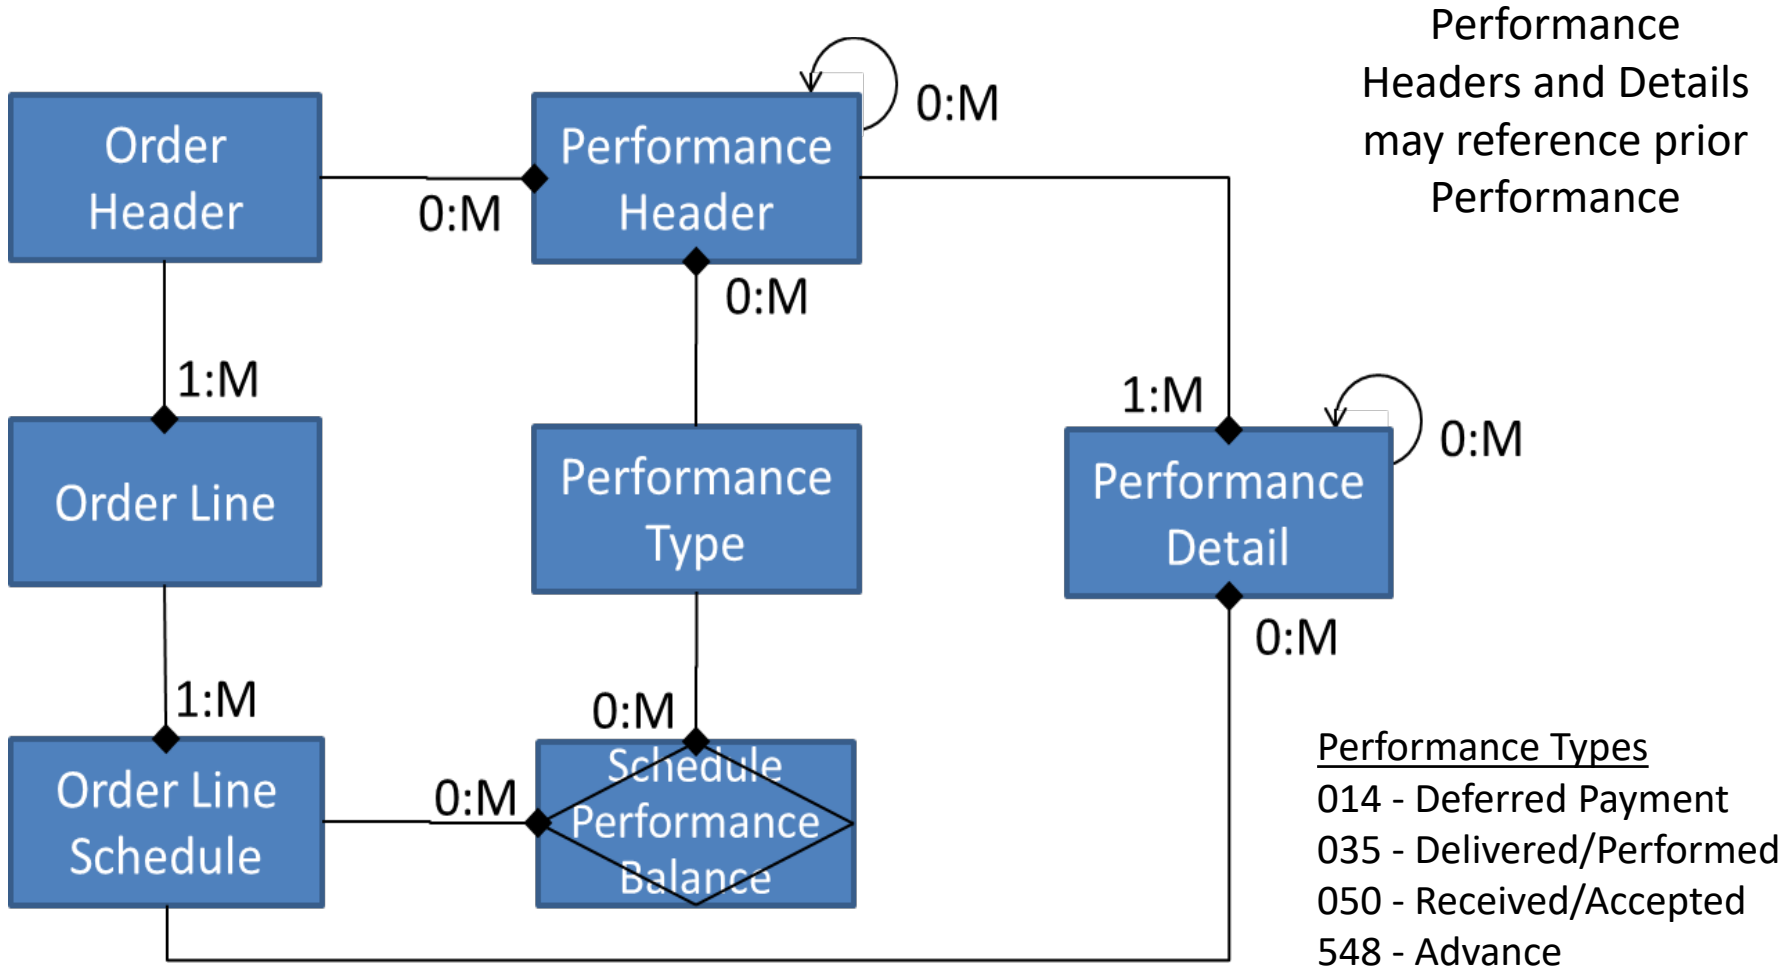 Performance
Headers and Details
may reference prior
Performance
Order
Header
0:M
Performance
Header
0:M
0:M
1:M
Order Line
Performance
Type
1:M
Performance
Detail
0:M
0:M
1:M
Order Line
Schedule
0:M
0:M
Schedule
Performance
Balance
Performance Types
014 - Deferred Payment
035 - Delivered/Performed
050 - Received/Accepted
548 - Advance